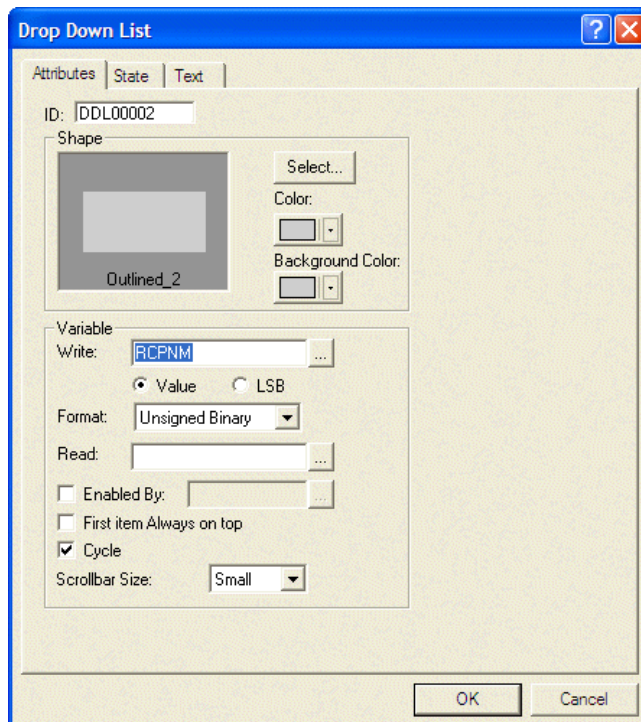 Drop Down List
Attributes State Text
ID: DDL00002
Shape
Select...
Color:
Background Color:
Outlined_2
Variable
Write: RCPNM ...
Value LSB
Format: Unsigned Binary
Read: ...
Enabled By: ...
First item Always on top
Cycle
Scrollbar Size: Small
OK Cancel